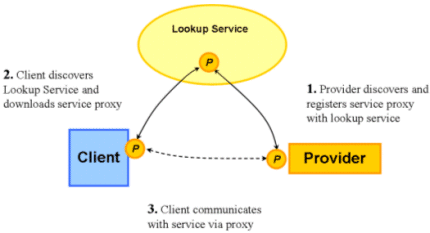 Lookup Service
P
2. Client discovers
Lookup Service and
downloads service proxy
1. Provider discovers and
registers service proxy
with lookup service
Client
P
P
Provider
3. Client communicates
with service via proxy